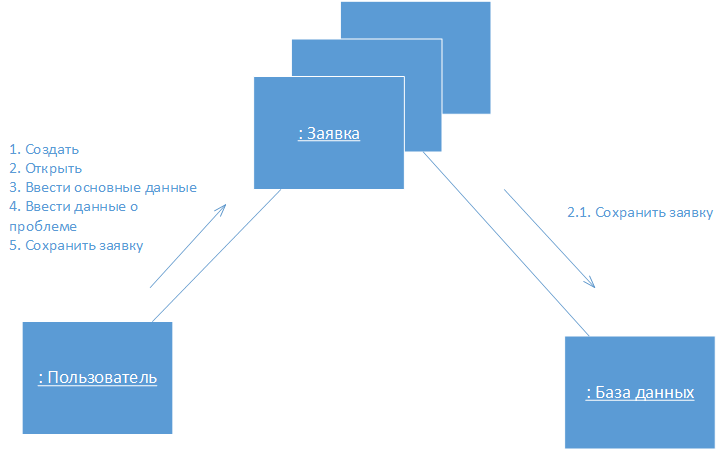 : Заявка
1. Создать
2. Открыть
3. Ввести основные данные
4. Ввести данные о
проблеме
5. Сохранить заявку
2.1. Сохранить заявку
: Пользователь
: База данных